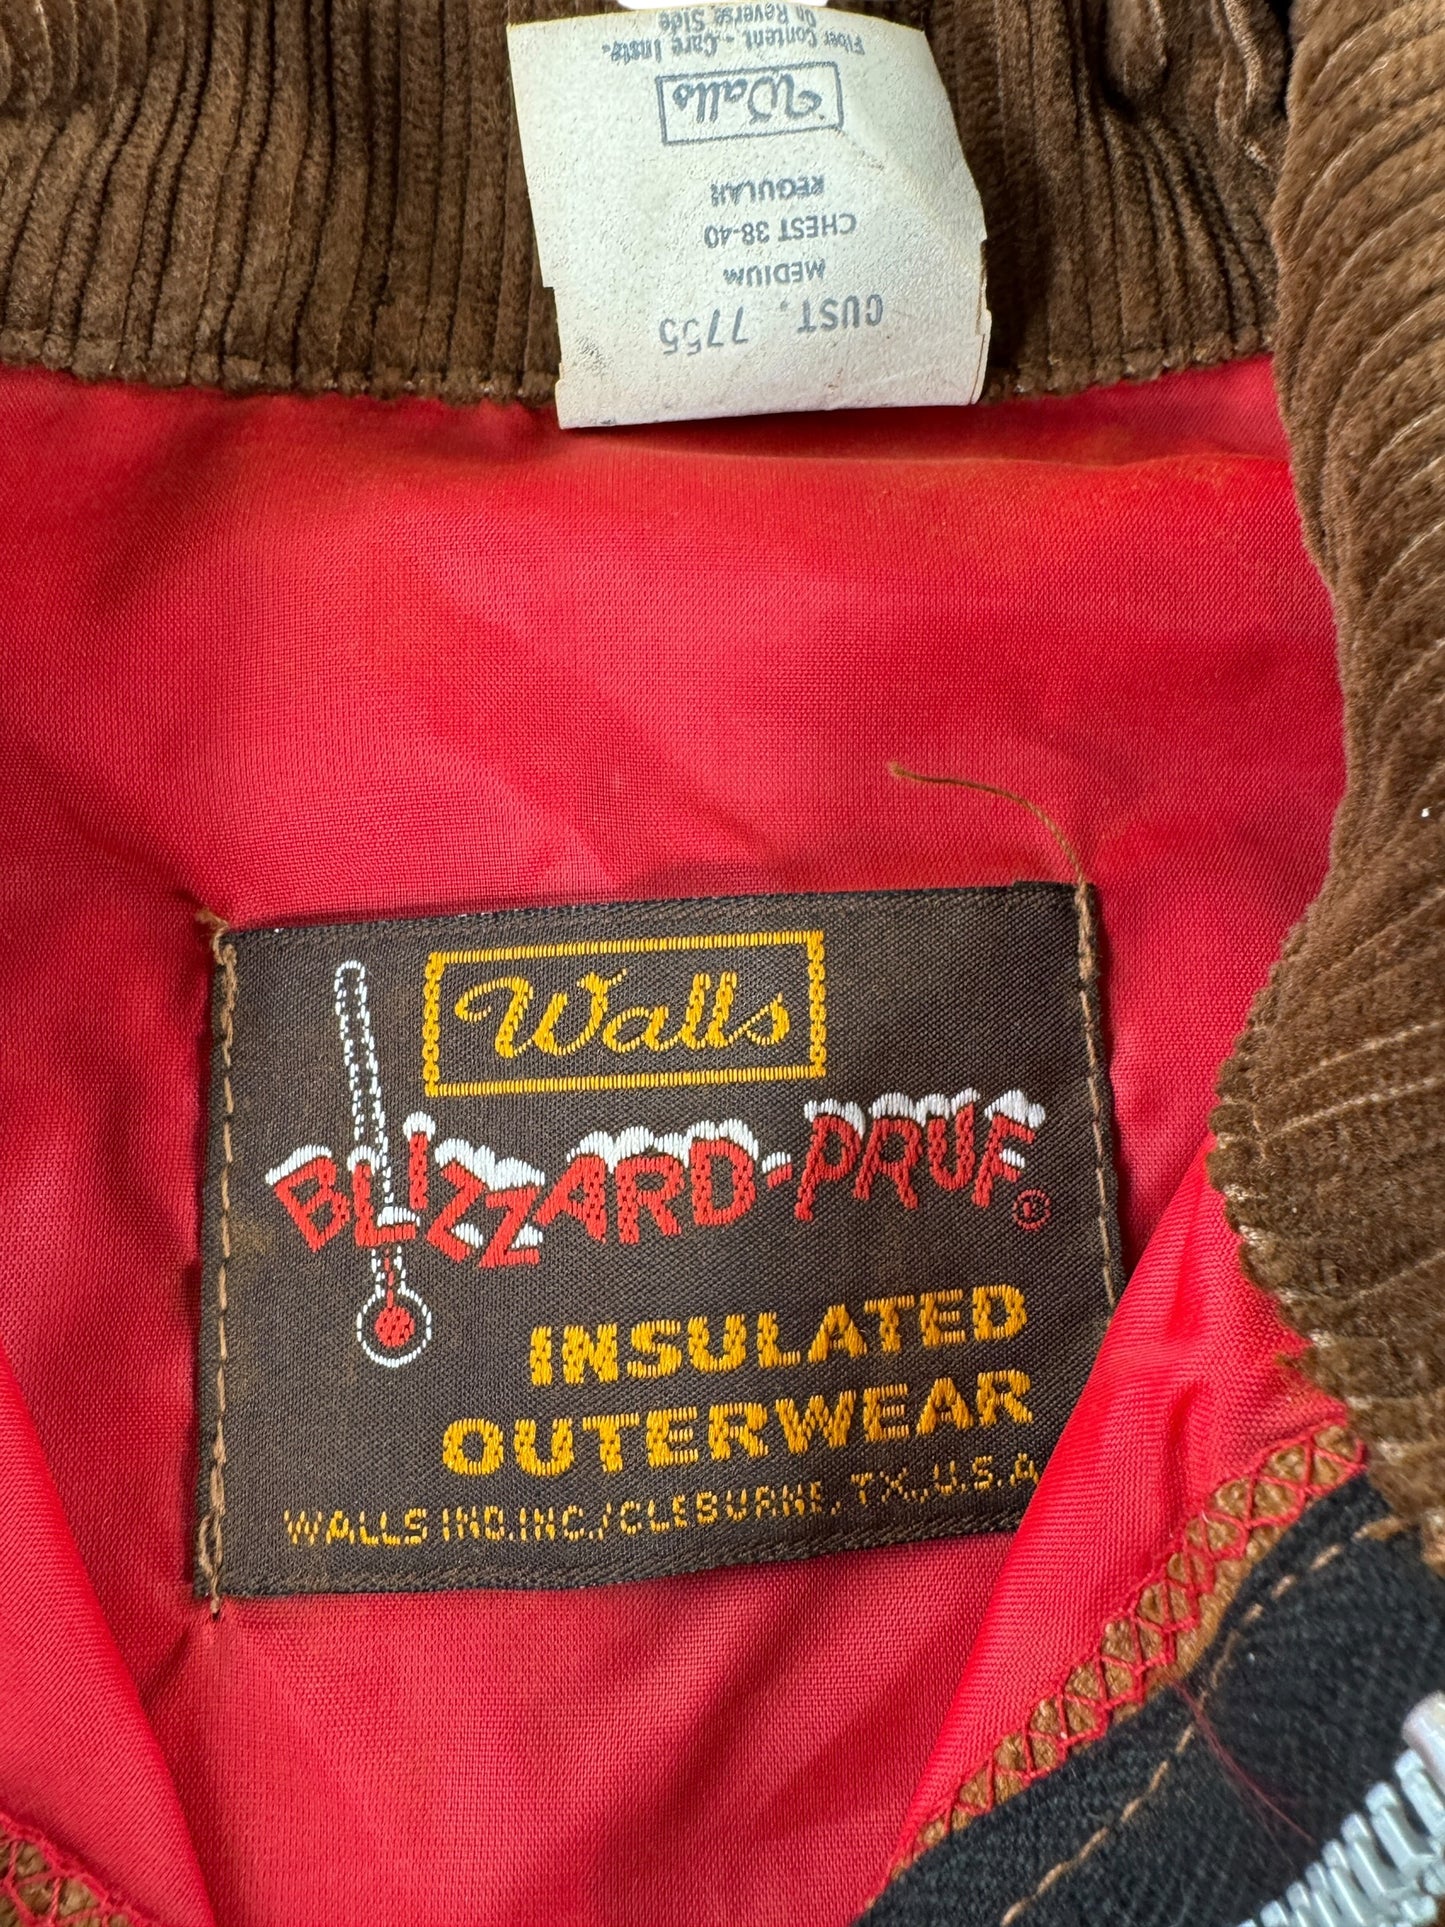 CUST. 7755
MEDIUM
CHEST 38-40
REGULAR
Walls
Fiber Content - Care Instr.
On Reverse Side
Walls
BLIZZARD-PRUF®
INSULATED
OUTERWEAR
WALLS IND.INC./CLEBURNE, TX.,U.S.A